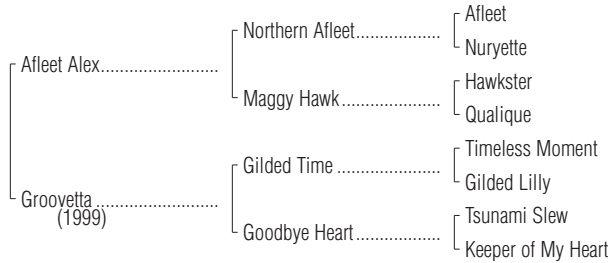 Afleet
Northern Afleet
Nuryette
Afleet Alex
Hawkster
Maggy Hawk
Qualique
Timeless Moment
Gilded Time
Gilded Lilly
Groovetta
(1999)
Tsunami Slew
Goodbye Heart
Keeper of My Heart